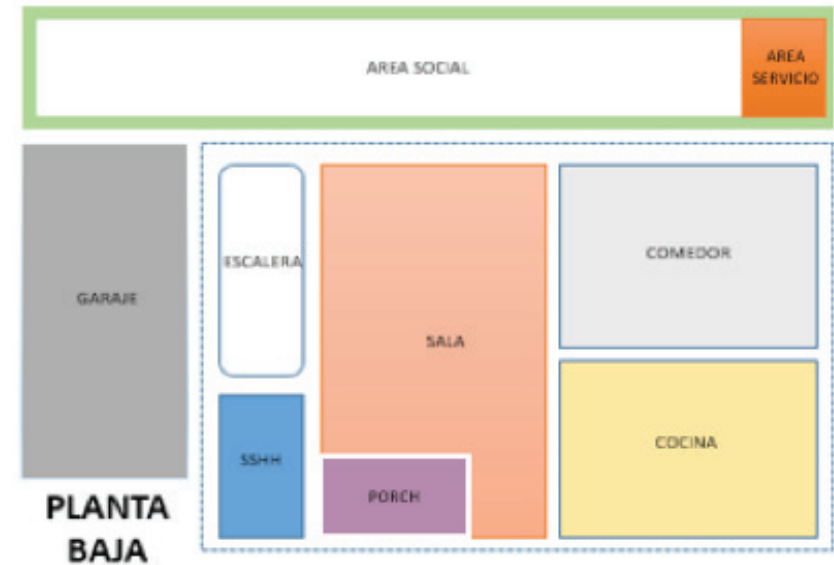 AREA SOCIAL
AREA
SERVICIO
GARAJE
ESCALERA
SALA
COMEDOR
SSHH
PORCH
COCINA
PLANTA
BAJA